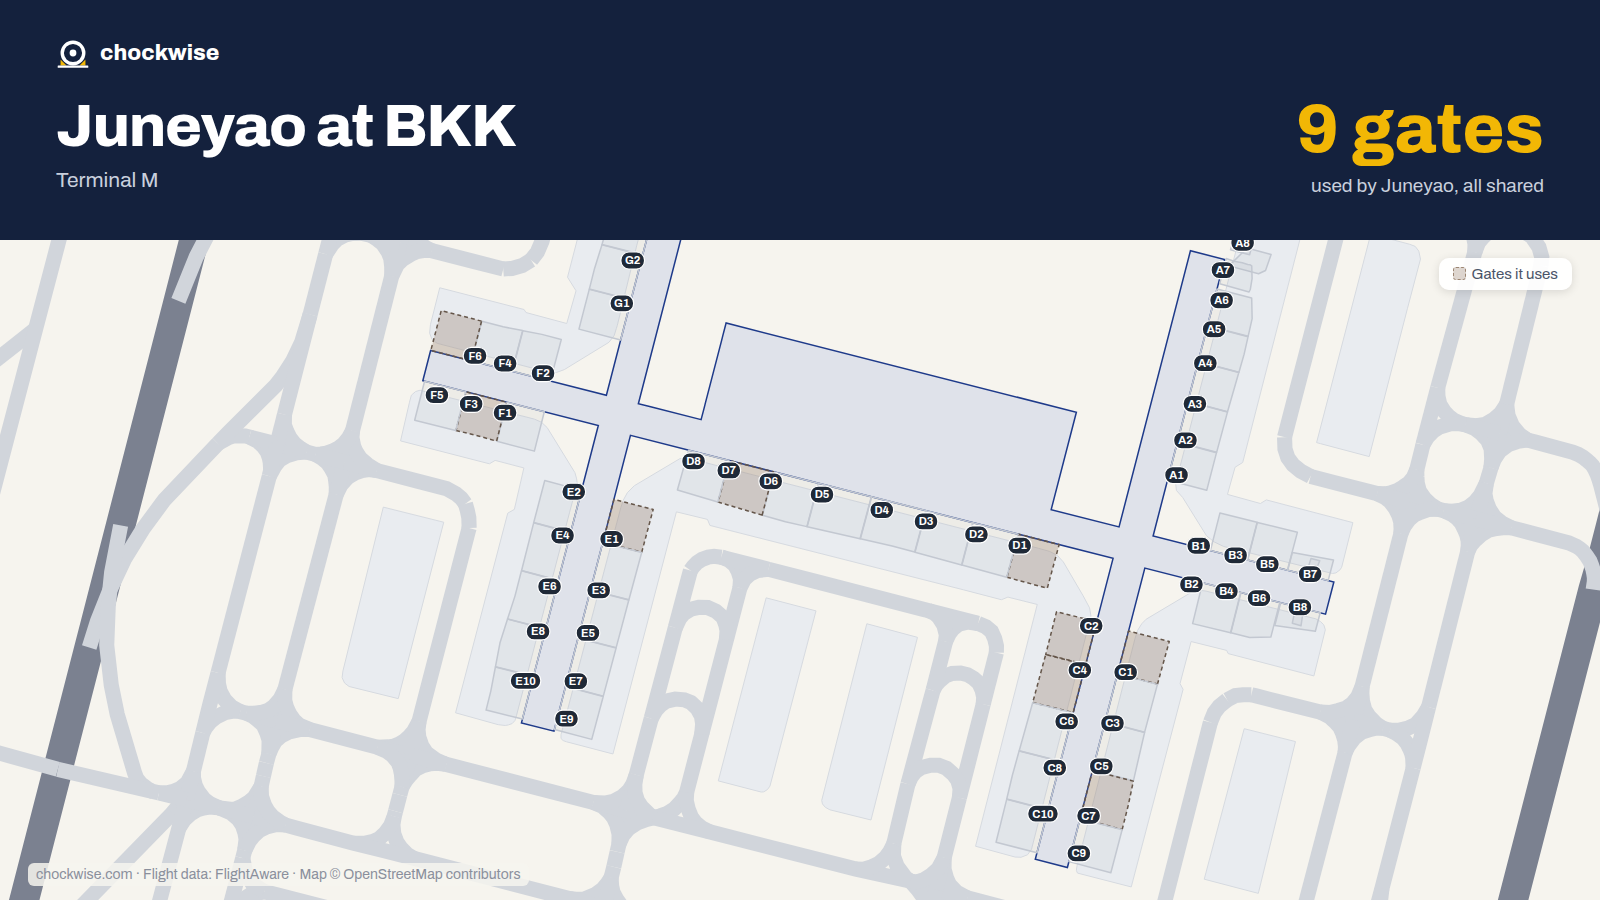 chockwise
Juneyao at BKK
Terminal M
9 gates
used by Juneyao, all shared
Gates it uses
A8
A7
A6
A5
A4
A3
A2
A1
G2
G1
F6
F4
F2
F5
F3
F1
E2
E4
E1
E6
E3
E8
E5
E10
E7
E9
D8
D7
D6
D5
D4
D3
D2
D1
B1
B3
B5
B7
B2
B4
B6
B8
C2
C4
C1
C6
C3
C8
C5
C10
C7
C9
chockwise.com · Flight data: FlightAware · Map © OpenStreetMap contributors